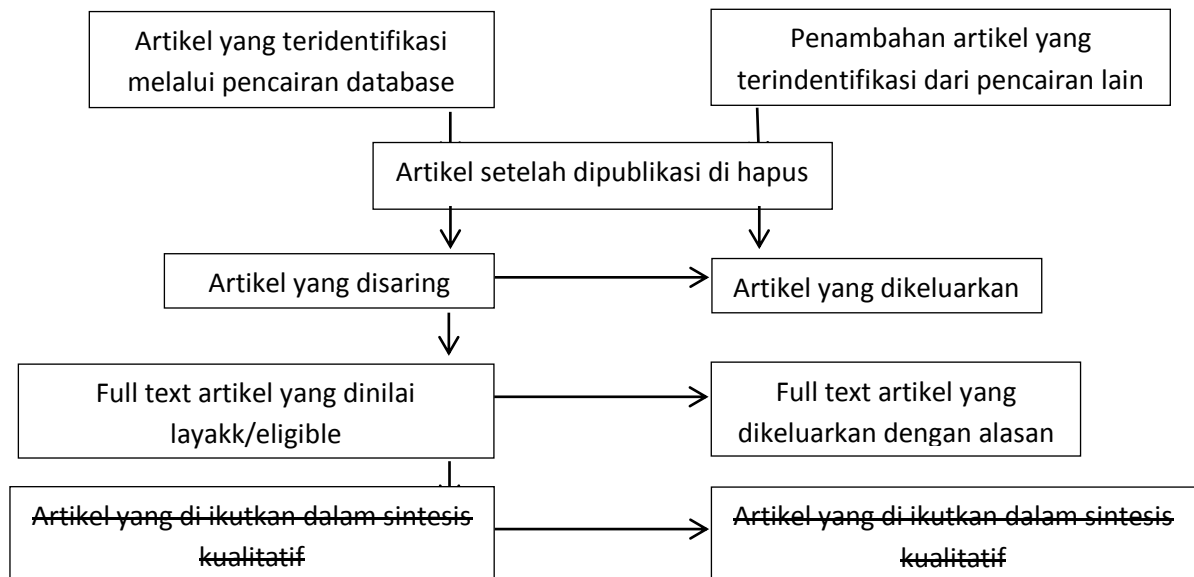 Artikel yang teridentifikasi
melalui pencairan database
Penambahan artikel yang
terindentifikasi dari pencairan lain
Artikel setelah dipublikasi di hapus
Artikel yang disaring
Artikel yang dikeluarkan
Full text artikel yang dinilai
layakk/eligible
Full text artikel yang
dikeluarkan dengan alasan
Artikel yang di ikutkan dalam sintesis
kualitatif
Artikel yang di ikutkan dalam sintesis
kualitatif